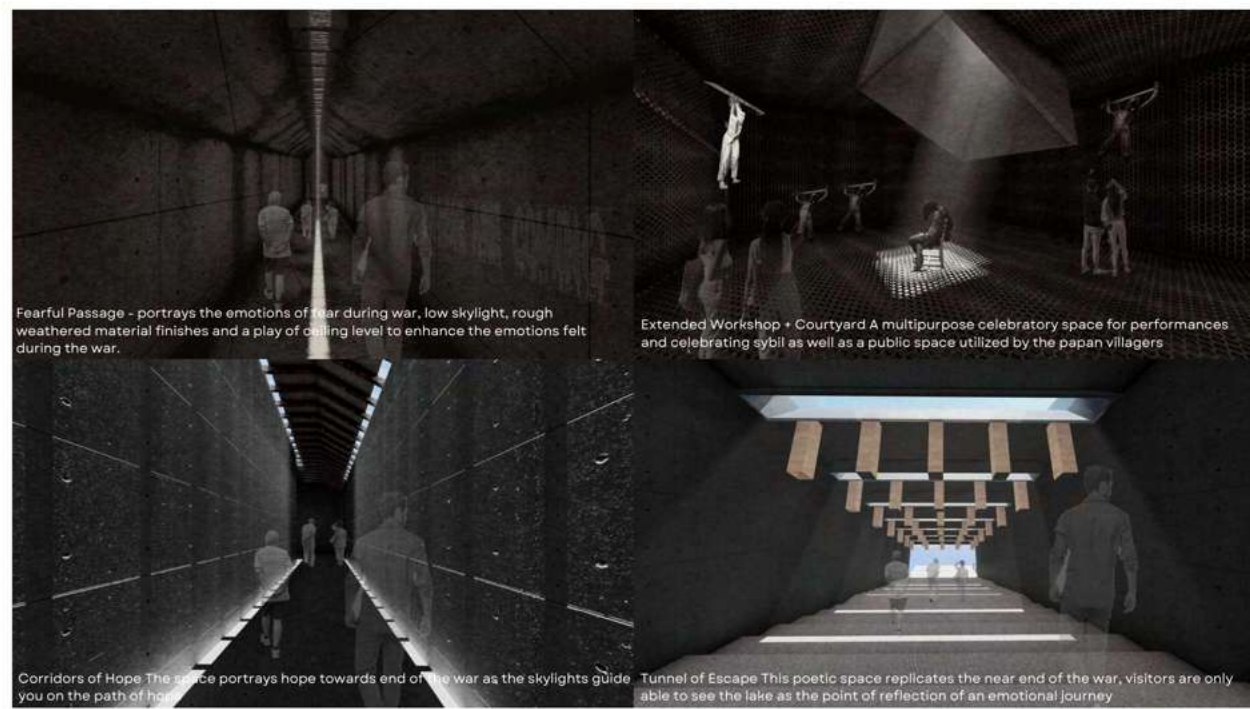 Fearful Passage - portrays the emotions of fear during war, low skylight, rough
weathered material finishes and a play of ceiling level to enhance the emotions felt
during the war.
Extended Workshop + Courtyard A multipurpose celebratory space for performances
and celebrating sybil as well as a public space utilized by the papan villagers
Corridors of Hope The space portrays hope towards end of the war as the skylights guide
you on the path of hope
Tunnel of Escape This poetic space replicates the near end of the war, visitors are only
able to see the lake as the point of reflection of an emotional journey